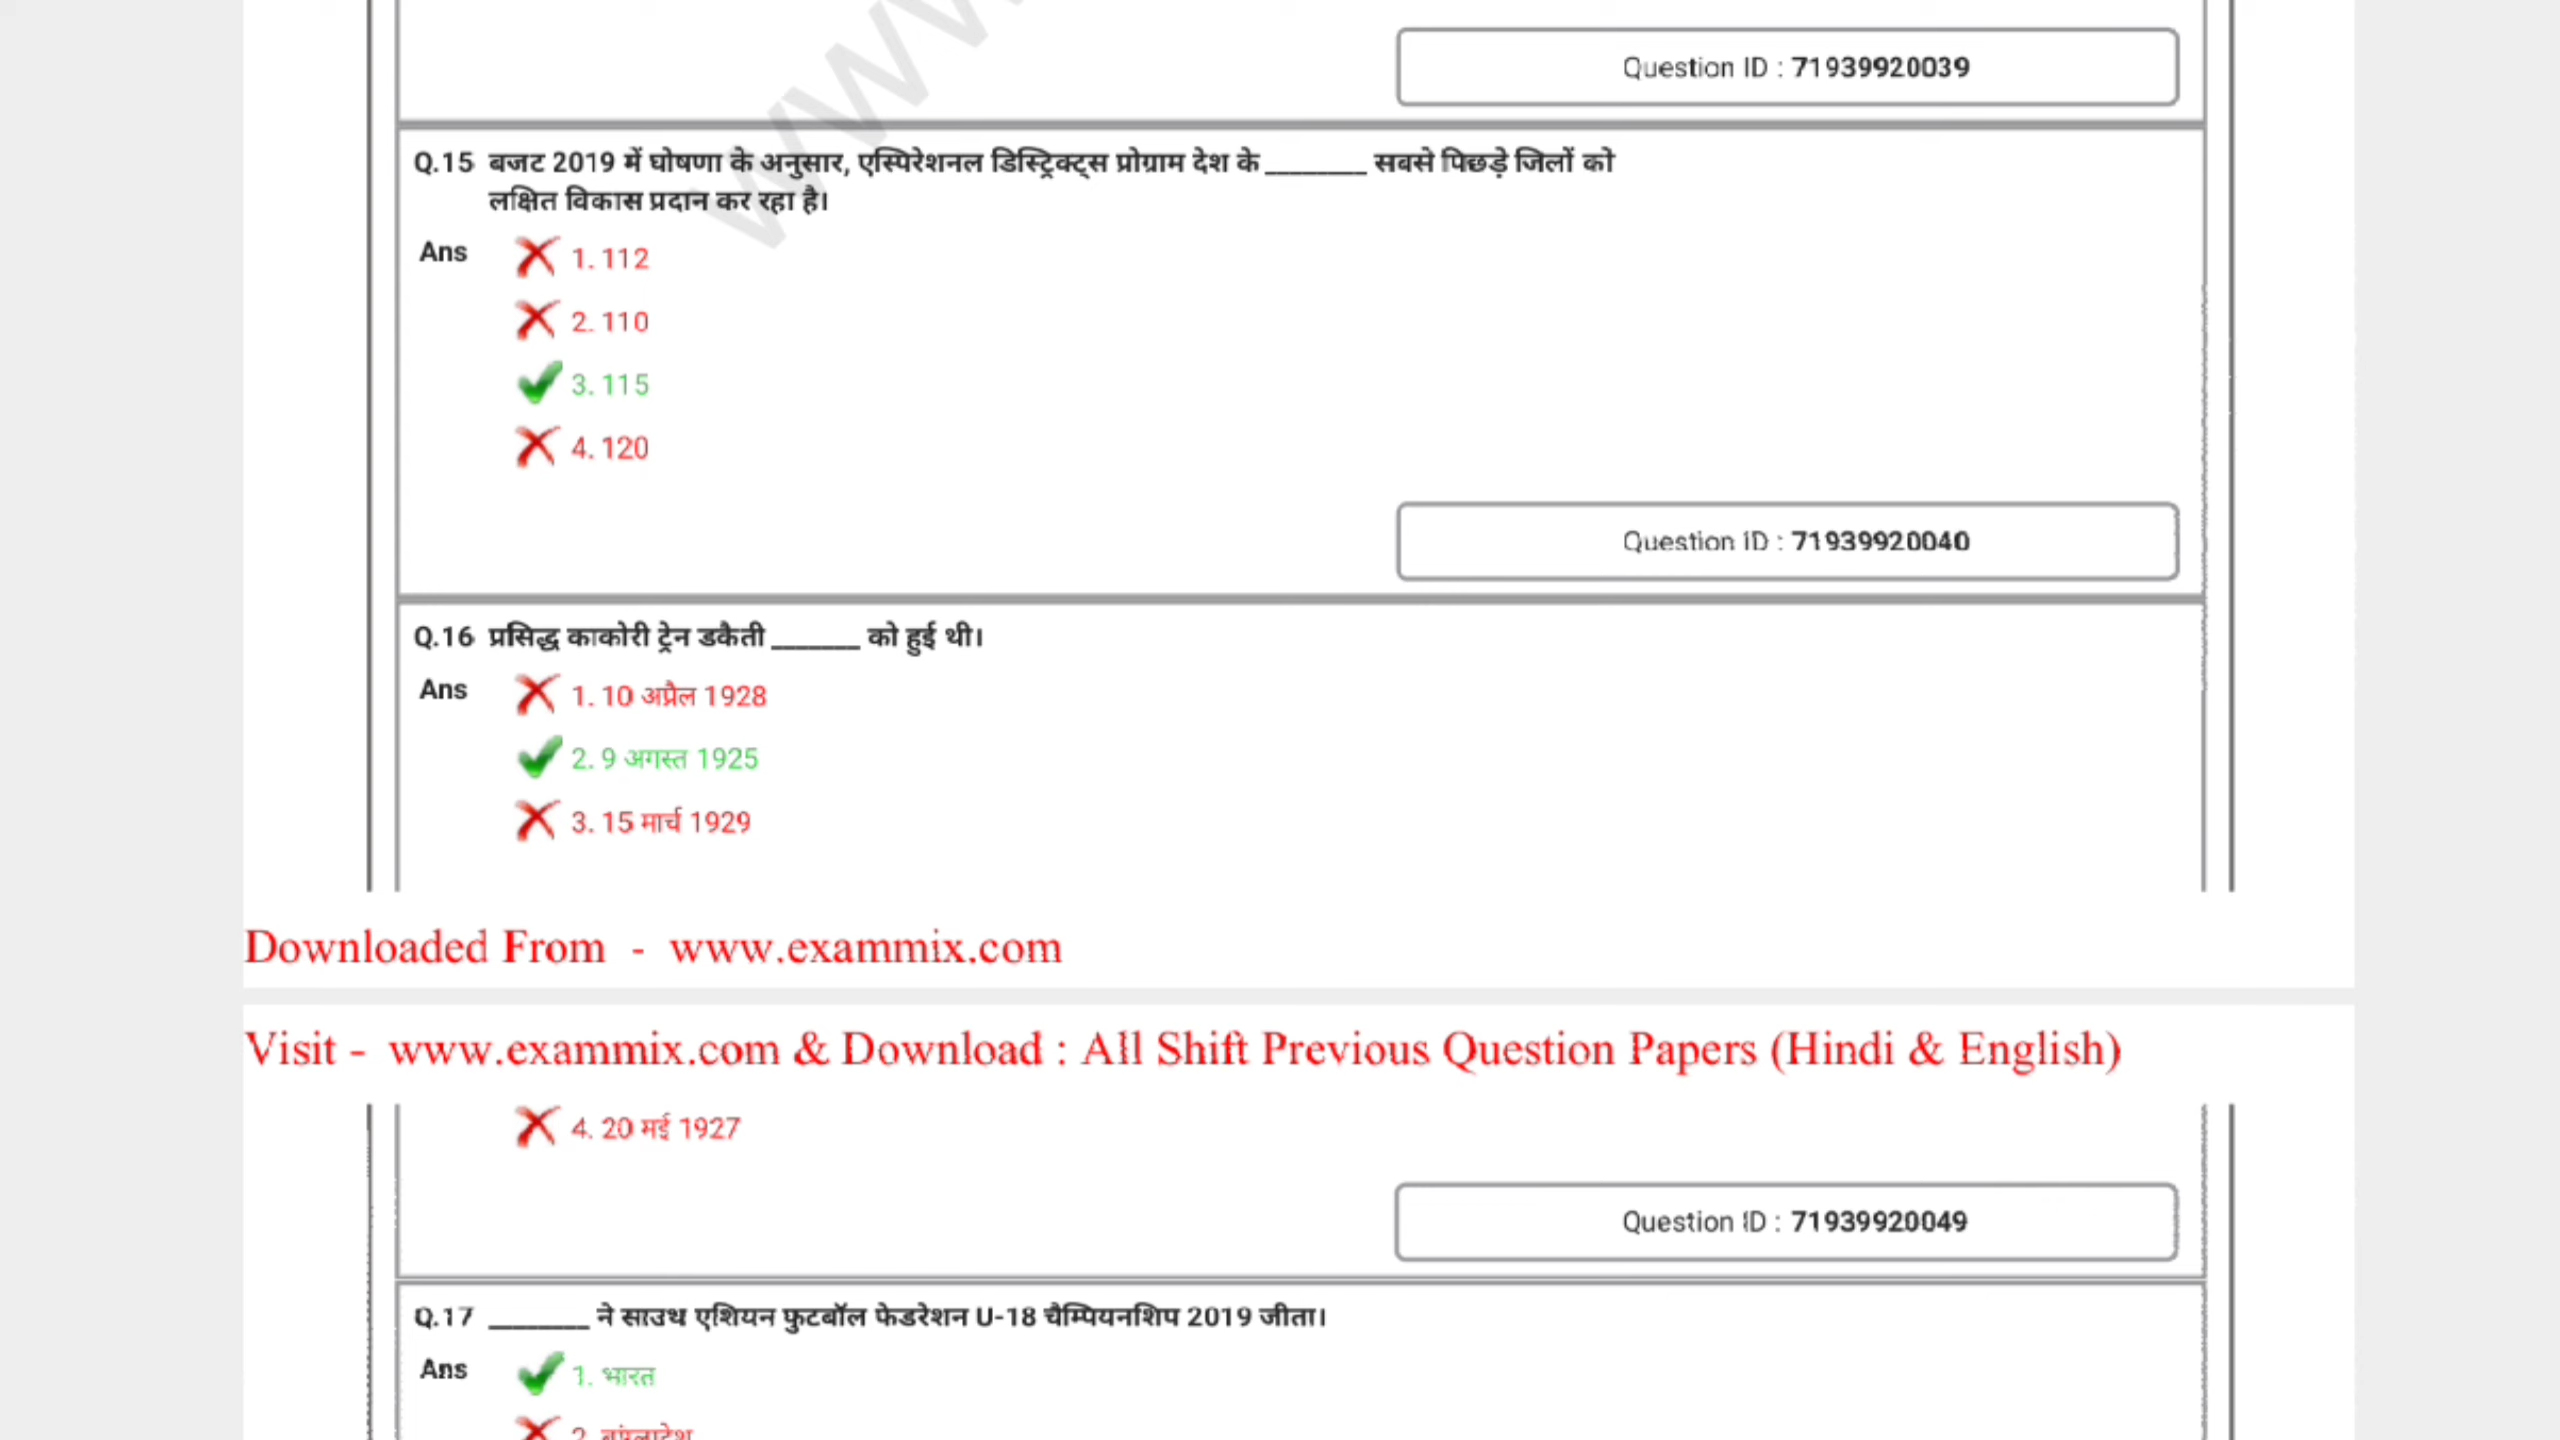 Question ID : 71939920039
Q.15 बजट 2019 में घोषणा के अनुसार, एस्पिरेशनल डिस्ट्रिक्ट्स प्रोग्राम देश के ________ सबसे पिछड़े जिलों को
लक्षित विकास प्रदान कर रहा है।
Ans 1. 112
2. 110
3. 115
4. 120
Question ID : 71939920040
Q.16 प्रसिद्ध काकोरी ट्रेन डकैती _______ को हुई थी।
Ans 1. 10 अप्रैल 1928
2. 9 अगस्त 1925
3. 15 मार्च 1929
Downloaded From - www.exammix.com
Visit - www.exammix.com & Download : All Shift Previous Question Papers (Hindi & English)
4. 20 मई 1927
Question ID : 71939920049
Q.17 ________ ने साउथ एशियन फुटबॉल फेडरेशन U-18 चैम्पियनशिप 2019 जीता।
Ans 1. भारत
2. बांग्लादेश